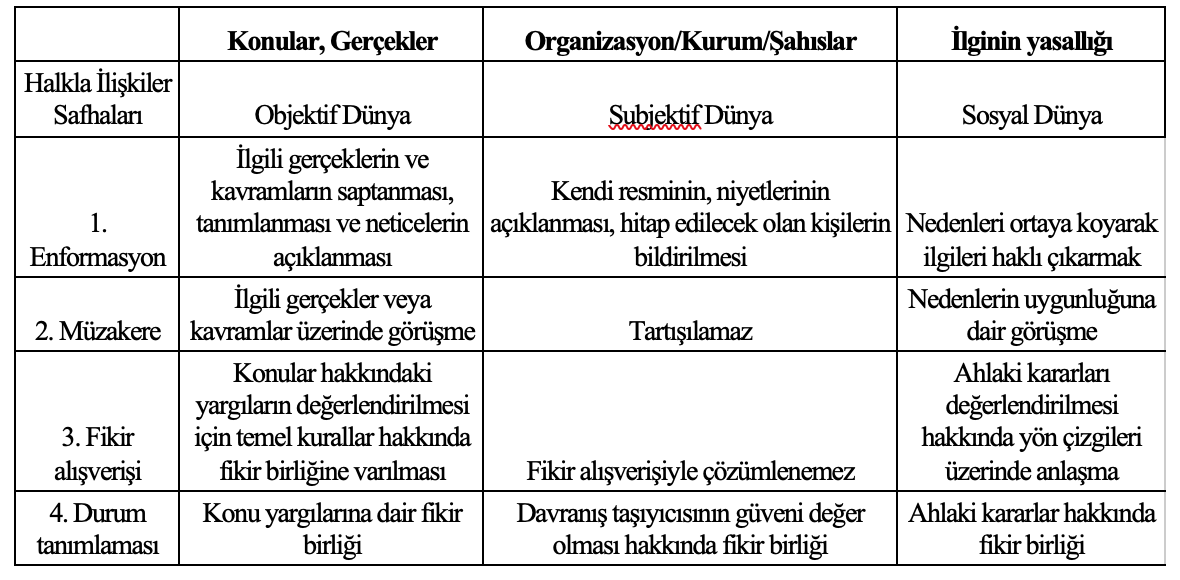 Konular, Gerçekler
Organizasyon/Kurum/Şahıslar
İlginin yasallığı
Halkla İlişkiler
Safhaları
Objektif Dünya
Subjektif Dünya
Sosyal Dünya
1.
Enformasyon
İlgili gerçeklerin ve
kavramların saptanması,
tanımlanması ve neticelerin
açıklanması
Kendi resminin, niyetlerinin
açıklanması, hitap edilecek olan kişilerin
bildirilmesi
Nedenleri ortaya koyarak
ilgileri haklı çıkarmak
2. Müzakere
İlgili gerçekler veya
kavramlar üzerinde görüşme
Tartışılamaz
Nedenlerin uygunluğuna
dair görüşme
3. Fikir
alışverişi
Konular hakkındaki
yargıların değerlendirilmesi
için temel kurallar hakkında
fikir birliğine varılması
Fikir alışverişiyle çözümlenemez
Ahlaki kararları
değerlendirilmesi
hakkında yön çizgileri
üzerinde anlaşma
4. Durum
tanımlaması
Konu yargılarına dair fikir
birliği
Davranış taşıyıcısının güveni değer
olması hakkında fikir birliği
Ahlaki kararlar hakkında
fikir birliği